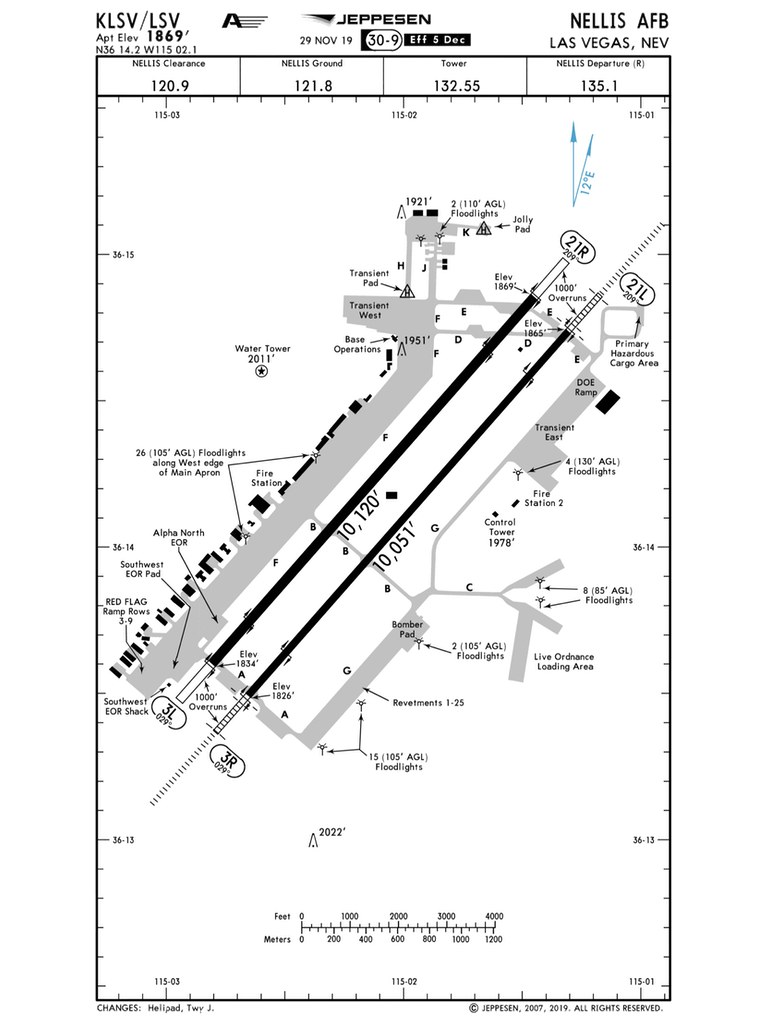 KLSV/LSV
JEPPESEN
NELLIS AFB
Apt Elev 1869'
29 NOV 19
30-9
Eff 5 Dec
LAS VEGAS, NEV
N36 14.2 W115 02.1
NELLIS Clearance
NELLIS Ground
Tower
NELLIS Departure (R)
120.9
121.8
132.55
135.1
115-03
115-02
115-01
12°E
1921'
2 (110' AGL)
Floodlights
Jolly
Pad
K
H
H
J
36-15
36-15
21R
209°
Transient
Pad
H
Elev
1869'
1000'
Overruns
21L
209°
Transient
West
F
E
E
Elev
1865'
Base
Operations
1951'
D
D
F
E
Primary
Hazardous
Cargo Area
Water Tower
2011'
DOE
Ramp
F
Transient
East
26 (105' AGL) Floodlights
along West edge
of Main Apron
Fire
Station
4 (130' AGL)
Floodlights
Fire
Station 2
10,120'
10,051'
Control
Tower
1978'
Alpha North
EOR
B
B
G
36-14
36-14
Southwest
EOR Pad
F
B
C
8 (85' AGL)
Floodlights
RED FLAG
Ramp Rows
3-9
Bomber
Pad
2 (105' AGL)
Floodlights
Live Ordnance
Loading Area
Elev
1834'
A
G
Elev
1826'
Southwest
EOR Shack
3L
029°
1000'
Overruns
A
Revetments 1-25
3R
029°
15 (105' AGL)
Floodlights
2022'
36-13
36-13
Feet 0 1000 2000 3000 4000
Meters 0 200 400 600 800 1000 1200
115-03
115-02
115-01
CHANGES: Helipad, Twy J.
© JEPPESEN, 2007, 2019. ALL RIGHTS RESERVED.